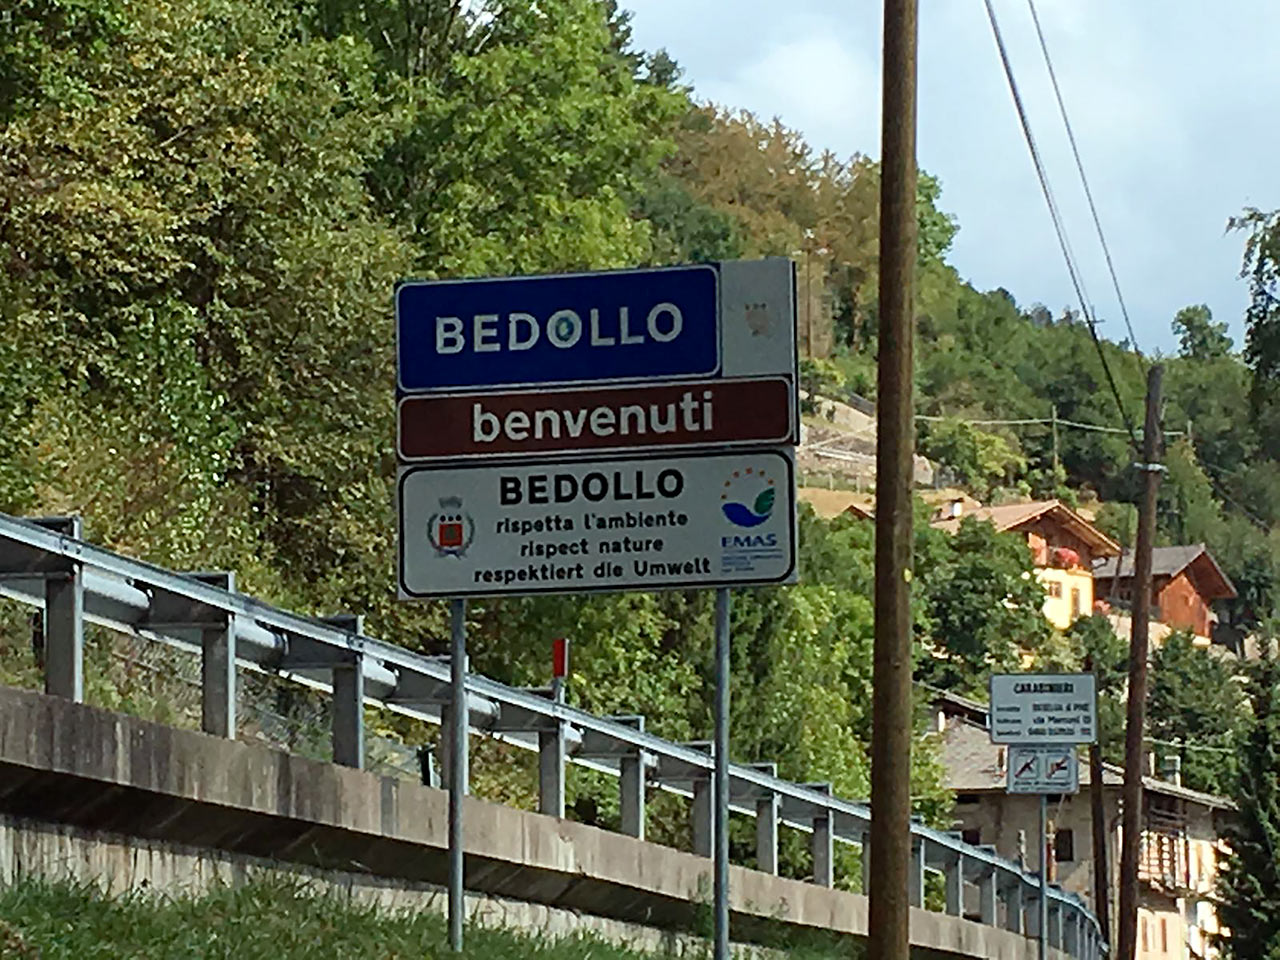 BEDOLLO
benvenuti
BEDOLLO
rispetta l'ambiente
rispect nature
respektiert die Umwelt
EMAS
CARABINIERI